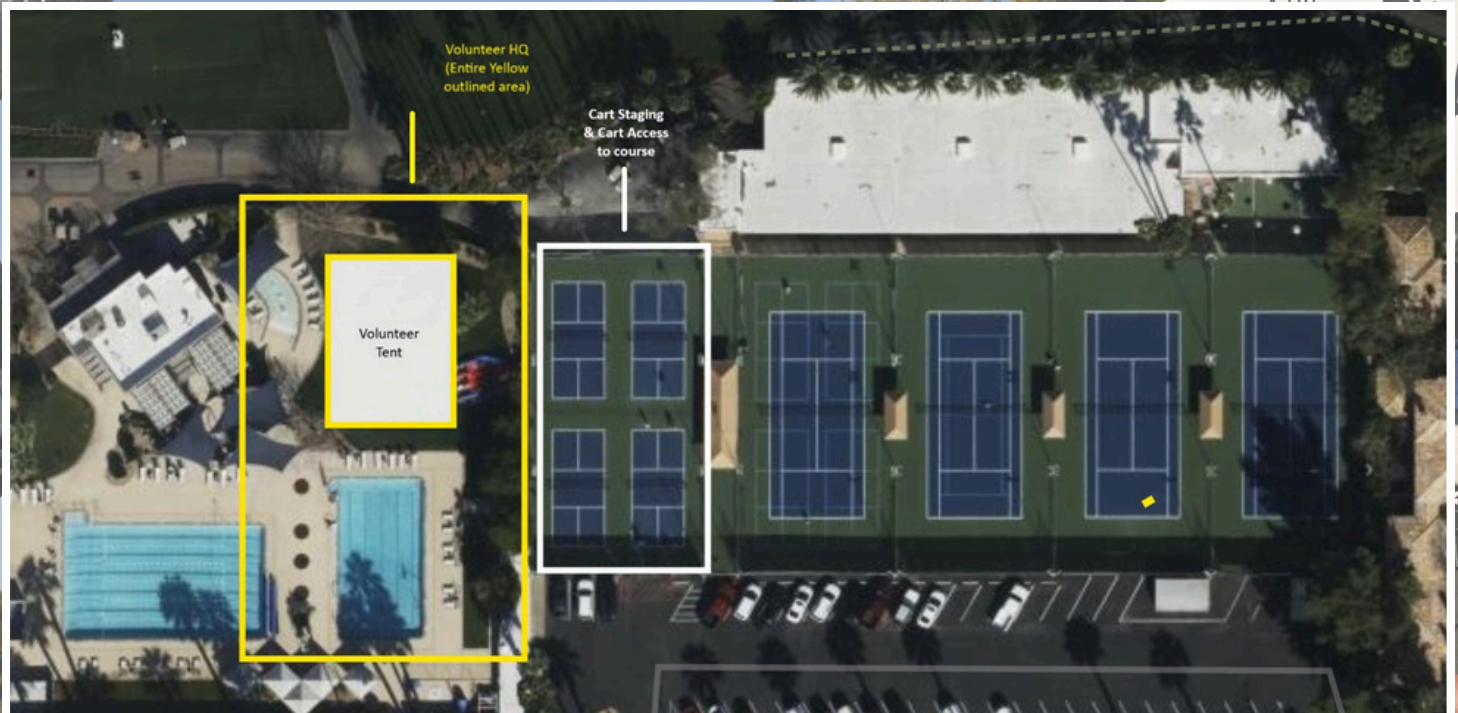 Volunteer HQ
(Entire Yellow
outlined area)
Cart Staging
& Cart Access
to course
Volunteer
Tent